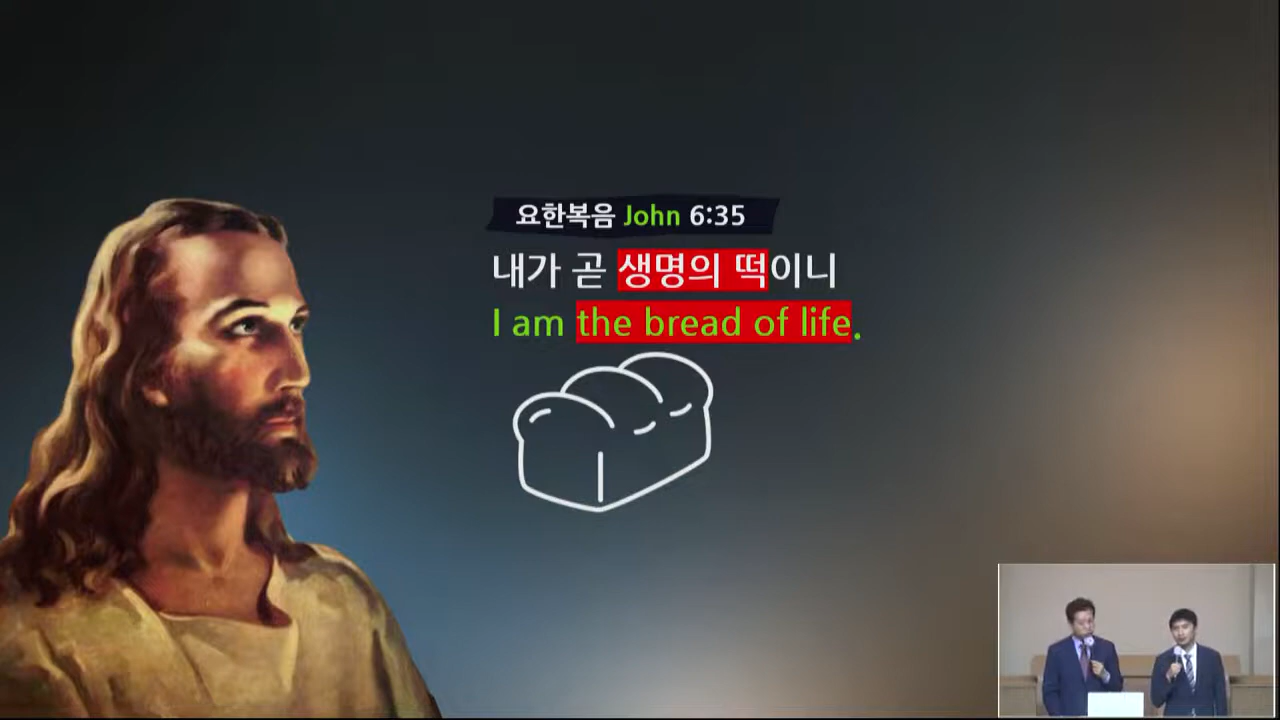 요한복음 John 6:35
내가 곧 생명의 떡이니
I am the bread of life.